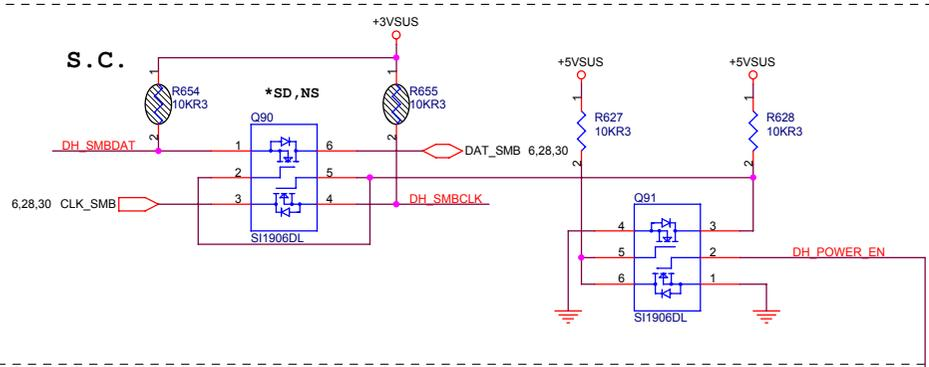 +3VSUS
S.C.
+5VSUS
+5VSUS
1
1
R654
10KR3
R655
10KR3
*SD,NS
1
1
R627
10KR3
R628
10KR3
Q90
2
2
DH_SMBDAT
1
6
DAT_SMB 6,28,30
2
2
2
5
6,28,30 CLK_SMB
3
4
DH_SMBCLK
Q91
SI1906DL
4
3
5
2
DH_POWER_EN
6
1
SI1906DL